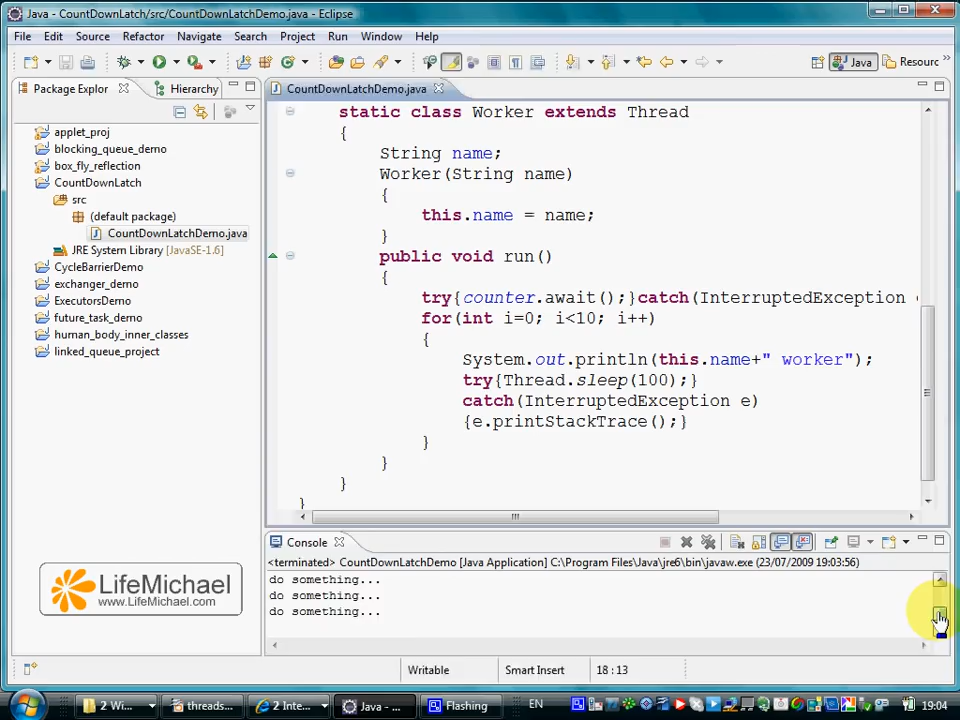 Java - CountDownLatch/src/CountDownLatchDemo.java - Eclipse
File Edit Source Refactor Navigate Search Project Run Window Help
Java Resourc
Package Explor Hierarchy
CountDownLatchDemo.java
applet_proj
blocking_queue_demo
box_fly_reflection
CountDownLatch
src
(default package)
CountDownLatchDemo.java
JRE System Library [JavaSE-1.6]
CycleBarrierDemo
exchanger_demo
ExecutorsDemo
future_task_demo
human_body_inner_classes
linked_queue_project
static class Worker extends Thread
{
String name;
Worker(String name)
{
this.name = name;
}
public void run()
{
try{counter.await();}catch(InterruptedException
for(int i=0; i<10; i++)
{
System.out.println(this.name+" worker");
try{Thread.sleep(100);}
catch(InterruptedException e)
{e.printStackTrace();}
}
}
}
}
Console
<terminated> CountDownLatchDemo [Java Application] C:\Program Files\Java\jre6\bin\javaw.exe (23/07/2009 19:03:56)
do something...
do something...
do something...
LifeMichael
www.LifeMichael.com
Writable Smart Insert 18 : 13
2 Wi... threads... 2 Inte... Java - ... Flashing EN 19:04